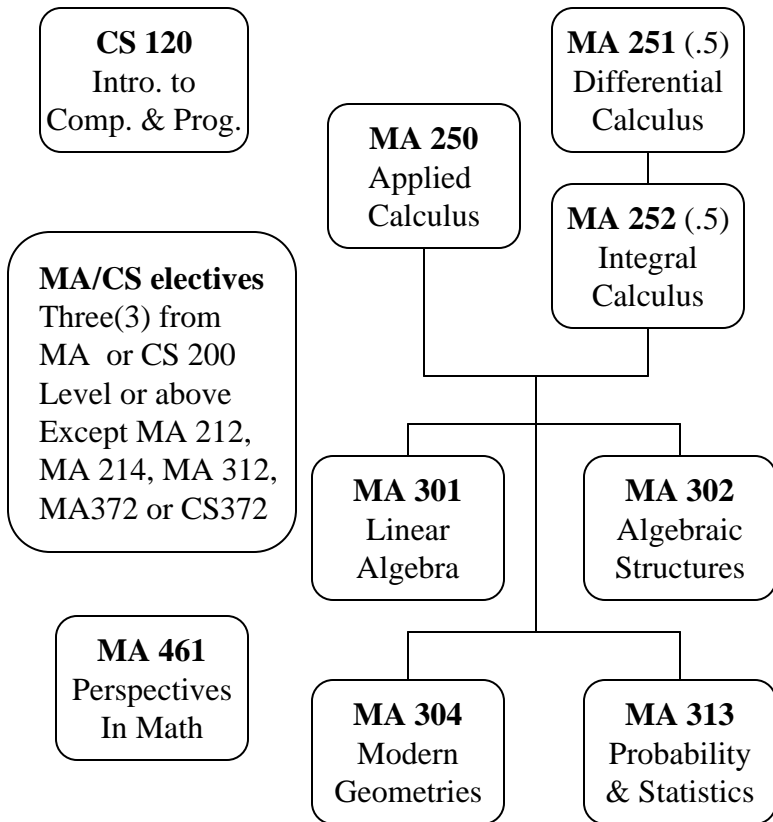 CS 120
Intro. to
Comp. & Prog.
MA 251 (.5)
Differential
Calculus
MA 250
Applied
Calculus
MA 252 (.5)
Integral
Calculus
MA/CS electives
Three(3) from
MA or CS 200
Level or above
Except MA 212,
MA 214, MA 312,
MA372 or CS372
MA 301
Linear
Algebra
MA 302
Algebraic
Structures
MA 461
Perspectives
In Math
MA 304
Modern
Geometries
MA 313
Probability
& Statistics